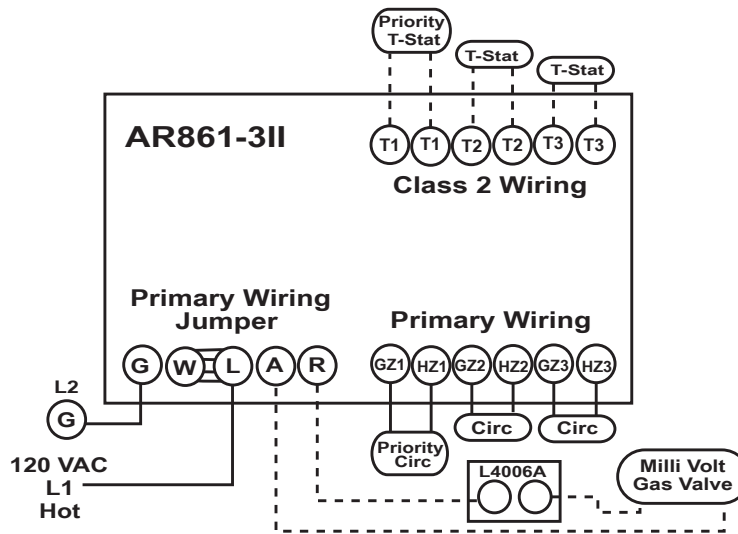 Priority
T-Stat
T-Stat
T-Stat
AR861-3II
T1 T1 T2 T2 T3 T3
Class 2 Wiring
Primary Wiring
Jumper
Primary Wiring
G W L A R
GZ1 HZ1 GZ2 HZ2 GZ3 HZ3
L2
G
Priority
Circ
Circ
Circ
120 VAC
L1
Hot
L4006A
Milli Volt
Gas Valve